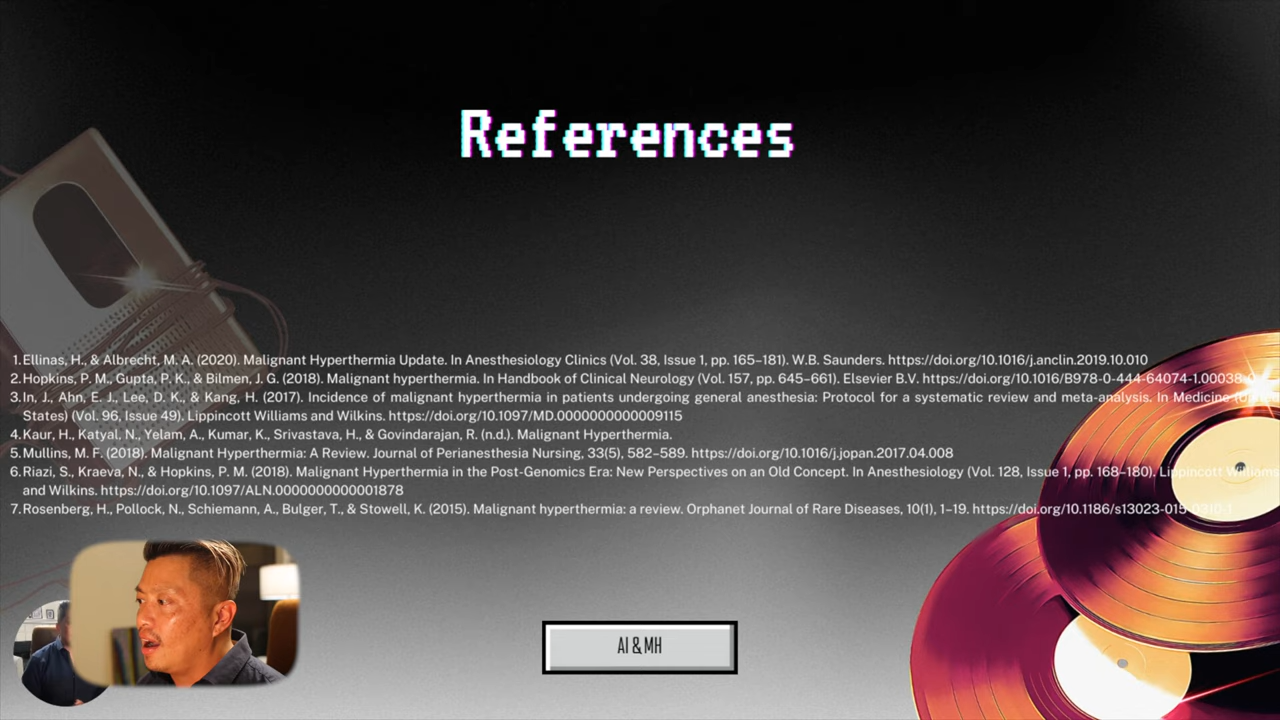 References
1. Ellinas, H., & Albrecht, M. A. (2020). Malignant Hyperthermia Update. In Anesthesiology Clinics (Vol. 38, Issue 1, pp. 165–181). W.B. Saunders. https://doi.org/10.1016/j.anclin.2019.10.010
2. Hopkins, P. M., Gupta, P. K., & Bilmen, J. G. (2018). Malignant hyperthermia. In Handbook of Clinical Neurology (Vol. 157, pp. 645–661). Elsevier B.V. https://doi.org/10.1016/B978-0-444-64074-1.00038-0
3. In, J., Ahn, E. J., Lee, D. K., & Kang, H. (2017). Incidence of malignant hyperthermia in patients undergoing general anesthesia: Protocol for a systematic review and meta-analysis. In Medicine (United
States) (Vol. 96, Issue 49). Lippincott Williams and Wilkins. https://doi.org/10.1097/MD.0000000000009115
4. Kaur, H., Katyal, N., Yelam, A., Kumar, K., Srivastava, H., & Govindarajan, R. (n.d.). Malignant Hyperthermia.
5. Mullins, M. F. (2018). Malignant Hyperthermia: A Review. Journal of Perianesthesia Nursing, 33(5), 582–589. https://doi.org/10.1016/j.jopan.2017.04.008
6. Riazi, S., Kraeva, N., & Hopkins, P. M. (2018). Malignant Hyperthermia in the Post-Genomics Era: New Perspectives on an Old Concept. In Anesthesiology (Vol. 128, Issue 1, pp. 168–180). Lippincott Williams
and Wilkins. https://doi.org/10.1097/ALN.0000000000001878
7. Rosenberg, H., Pollock, N., Schiemann, A., Bulger, T., & Stowell, K. (2015). Malignant hyperthermia: a review. Orphanet Journal of Rare Diseases, 10(1), 1–19. https://doi.org/10.1186/s13023-015-0310-1
AI & MH